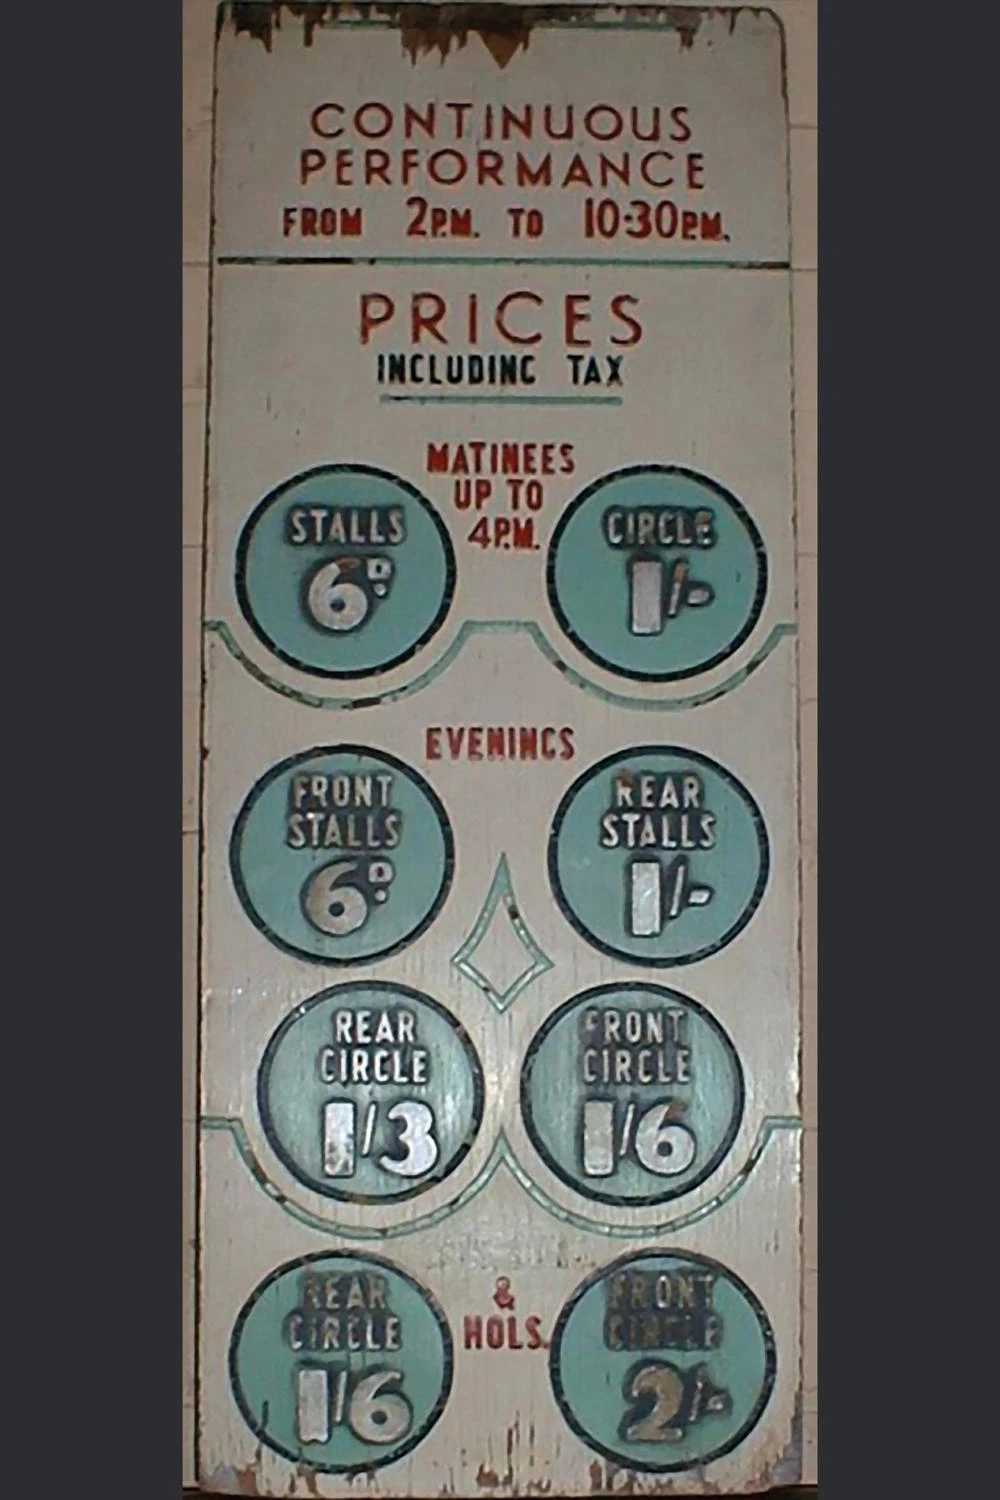 CONTINUOUS
PERFORMANCE
FROM 2P.M. TO 10·30P.M.
PRICES
INCLUDING TAX
MATINEES
UP TO
4P.M.
STALLS
6D.
CIRCLE
1/-
EVENINGS
FRONT
STALLS
6D.
REAR
STALLS
1/-
REAR
CIRCLE
1/3
FRONT
CIRCLE
1/6
REAR
CIRCLE
1/6
& 
HOLS.
FRONT
CIRCLE
2/-